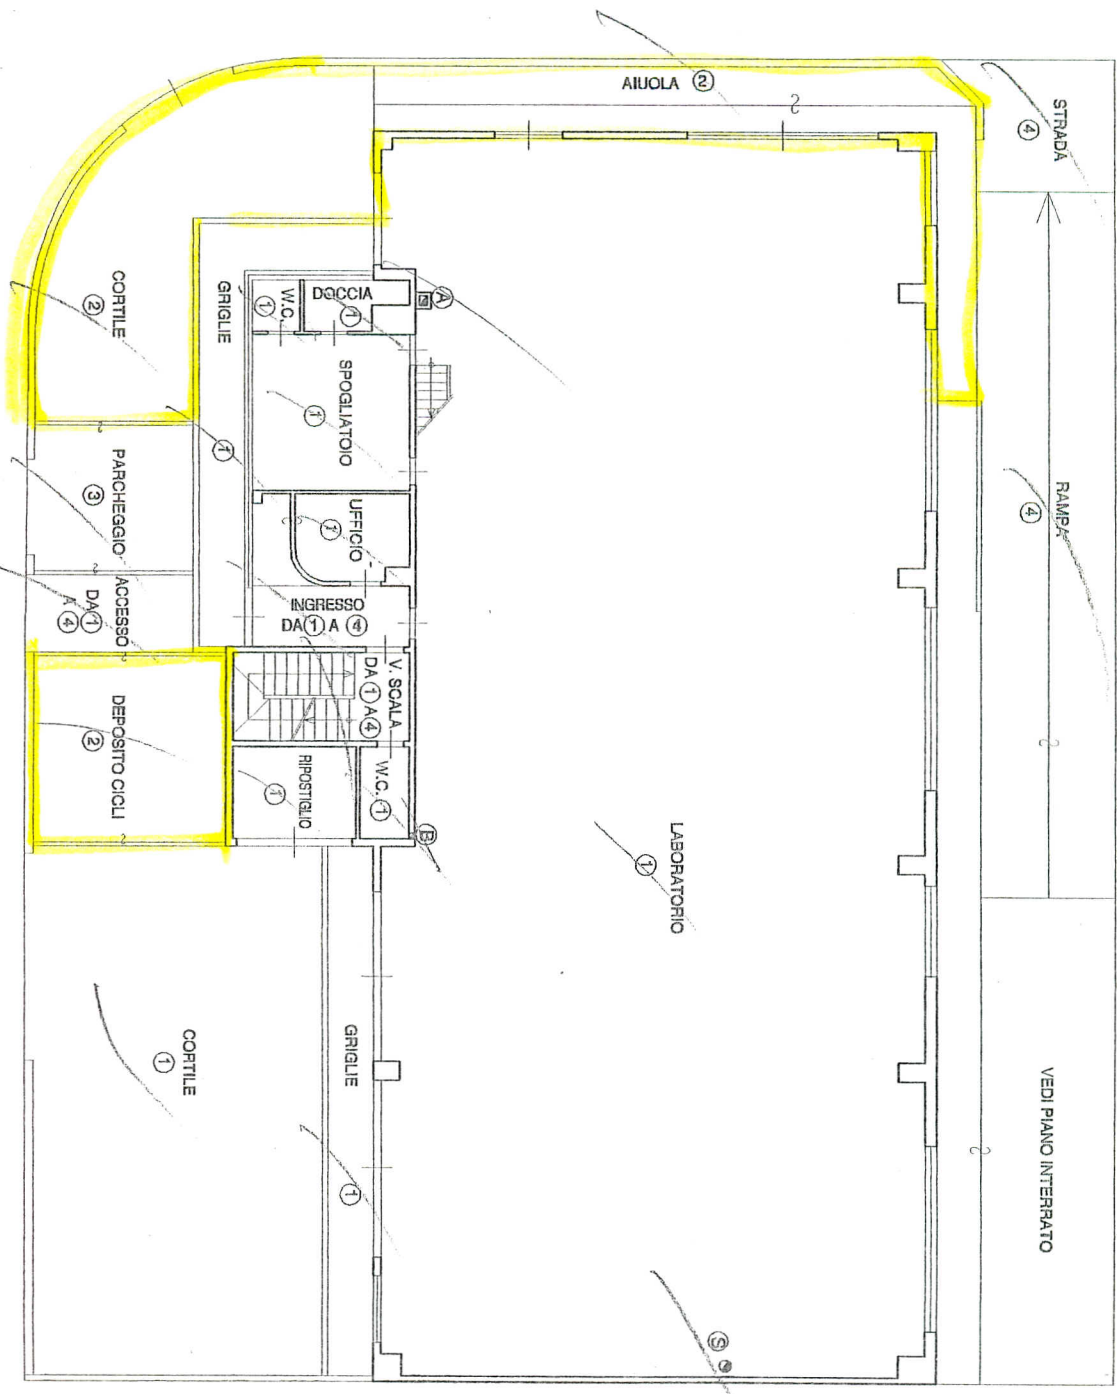 AIUOLA ②
STRADA
④
RAMPA
④
VEDI PIANO INTERRATO
CORTILE
②
GRIGLIE
①
W.C.
①
DOCCIA
①
A
SPOGLIATOIO
①
UFFICIO
①
PARCHEGGIO
③
ACCESSO
DA ①
A ④
INGRESSO
DA ① A ④
V. SCALA
DA ①
A ④
DEPOSITO CICLI
②
RIPOSTIGLIO
①
W.C. ①
B
LABORATORIO
①
CORTILE
①
GRIGLIE
①
S